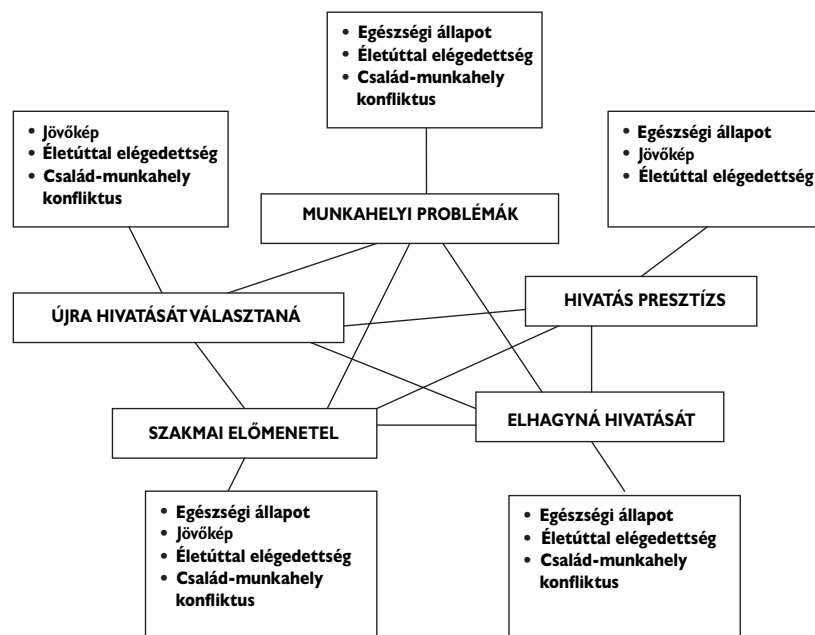 • Egészségi állapot
• Életúttal elégedettség
• Család-munkahely
konfliktus
• Jövőkép
• Életúttal elégedettség
• Család-munkahely
konfliktus
• Egészségi állapot
• Jövőkép
• Életúttal elégedettség
MUNKAHELYI PROBLÉMÁK
ÚJRA HIVATÁSÁT VÁLASZTANÁ
HIVATÁS PRESZTÍZS
SZAKMAI ELŐMENETEL
ELHAGYNÁ HIVATÁSÁT
• Egészségi állapot
• Jövőkép
• Életúttal elégedettség
• Család-munkahely
konfliktus
• Egészségi állapot
• Életúttal elégedettség
• Család-munkahely
konfliktus